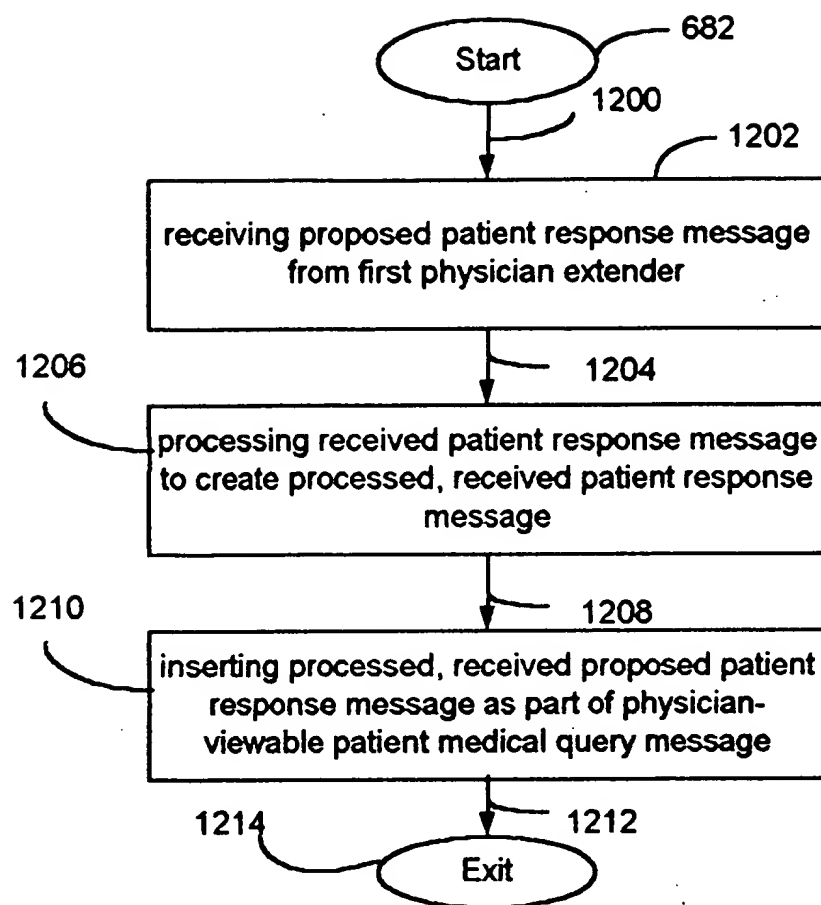 Start
682
1200
1202
receiving proposed patient response message
from first physician extender
1206
1204
processing received patient response message
to create processed, received patient response
message
1210
1208
inserting processed, received proposed patient
response message as part of physician-
viewable patient medical query message
1214
1212
Exit